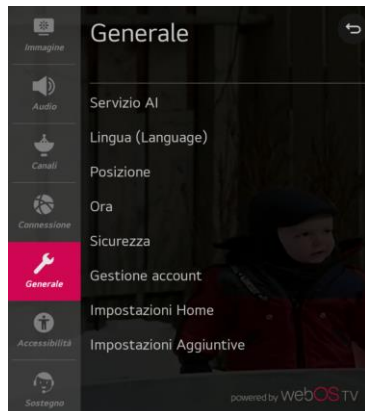 Immagine
Audio
Canali
Connessione
Generale
Accessibilità
Sostegno
Generale
Servizio AI
Lingua (Language)
Posizione
Ora
Sicurezza
Gestione account
Impostazioni Home
Impostazioni Aggiuntive
powered by webOS TV